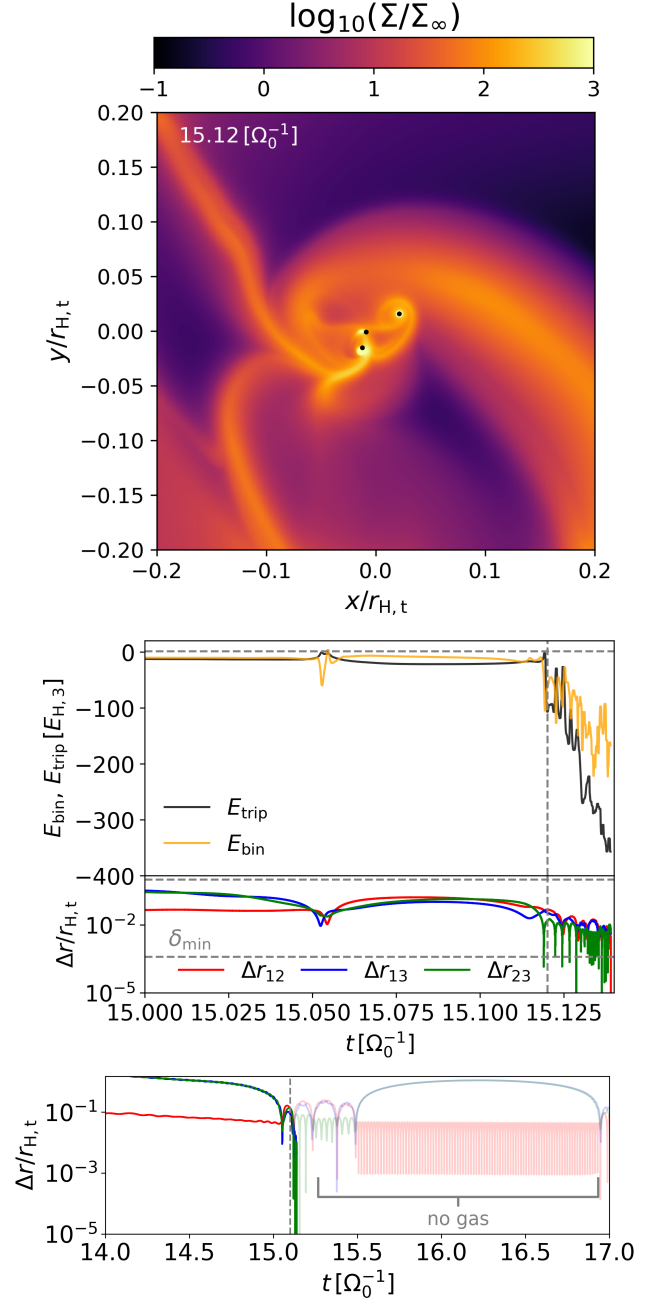 log₁₀(Σ/Σ∞)
−1 0 1 2 3
15.12 [Ω₀⁻¹]
0.20
0.15
0.10
0.05
0.00
−0.05
−0.10
−0.15
−0.20
y/r_H,t
−0.2 −0.1 0.0 0.1 0.2
x/r_H,t
0
−100
−200
−300
−400
E_bin, E_trip [E_H,3]
E_trip
E_bin
10⁻²
10⁻⁵
Δr/r_H,t
δ_min
Δr₁₂ Δr₁₃ Δr₂₃
15.000 15.025 15.050 15.075 15.100 15.125
t [Ω₀⁻¹]
10⁻¹
10⁻³
10⁻⁵
Δr/r_H,t
no gas
14.0 14.5 15.0 15.5 16.0 16.5 17.0
t [Ω₀⁻¹]